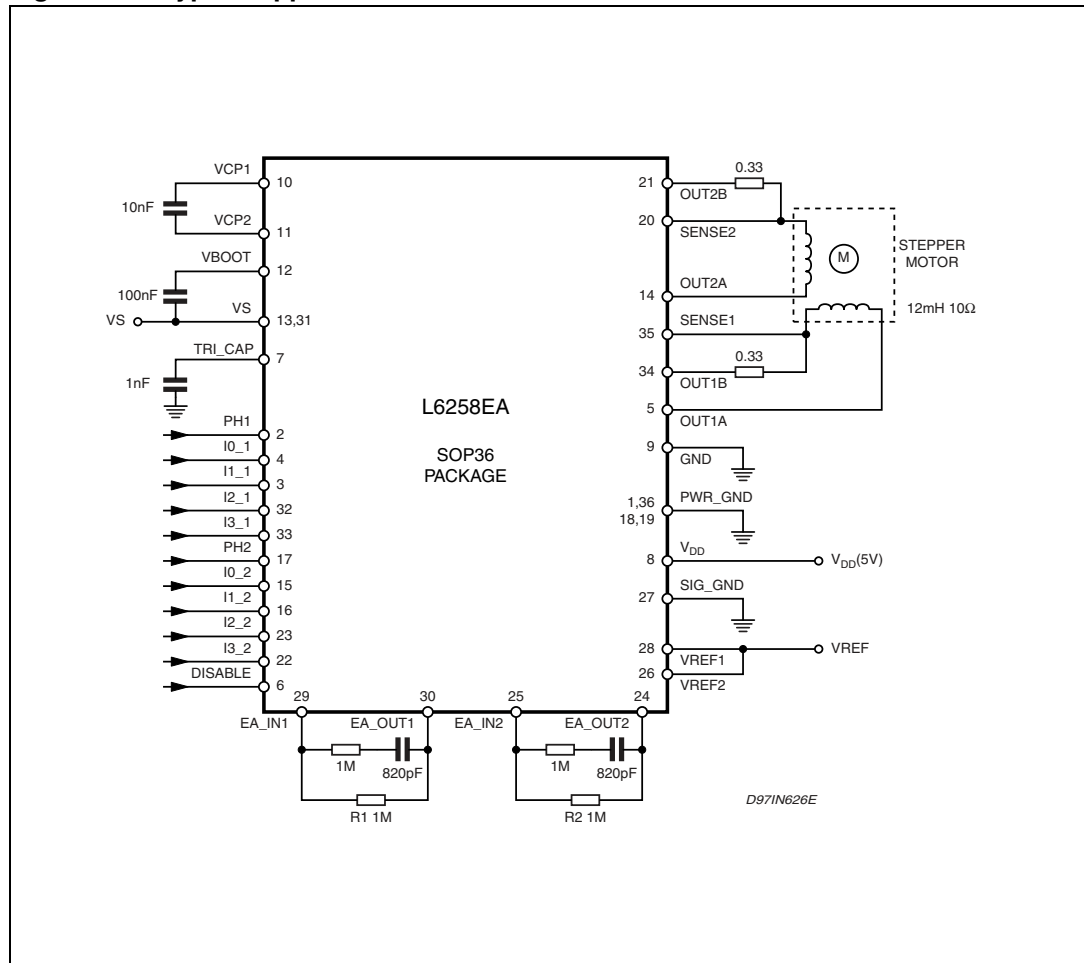 VCP1
10
10nF
VCP2
11
VBOOT
12
100nF
VS
VS
13,31
TRI_CAP
7
1nF
PH1
2
I0_1
4
I1_1
3
I2_1
32
I3_1
33
PH2
17
I0_2
15
I1_2
16
I2_2
23
I3_2
22
DISABLE
6
L6258EA
SOP36
PACKAGE
0.33
21
OUT2B
20
SENSE2
M
STEPPER
MOTOR
OUT2A
14
12mH 10Ω
SENSE1
35
0.33
34
OUT1B
5
OUT1A
9
GND
1,36
18,19
PWR_GND
VDD
8
VDD(5V)
SIG_GND
27
28
VREF1
VREF
26
VREF2
29
30
25
24
EA_IN1
EA_OUT1
EA_IN2
EA_OUT2
1M
820pF
1M
820pF
R1 1M
R2 1M
D97IN626E